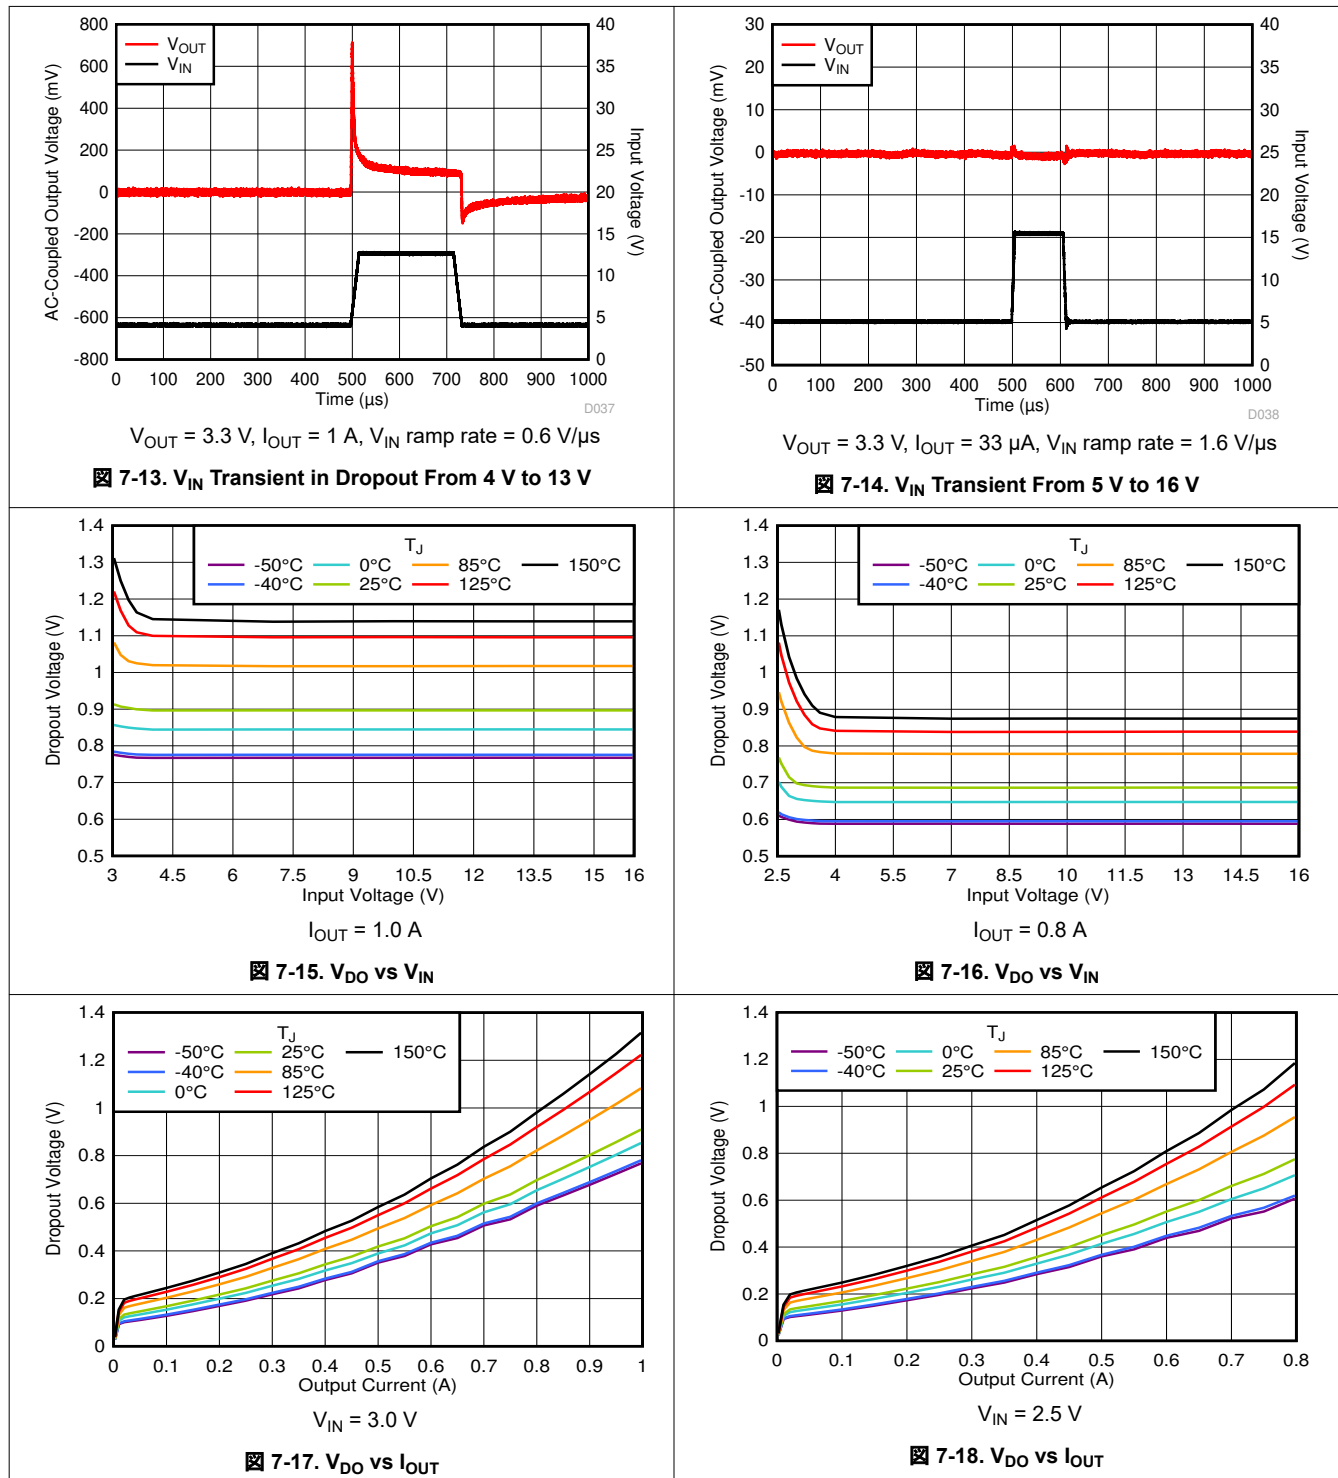 800
600
400
200
0
-200
-400
-600
-800
40
35
30
25
20
15
10
5
0
VOUT
VIN
AC-Coupled Output Voltage (mV)
Input Voltage (V)
0 100 200 300 400 500 600 700 800 900 1000
Time (µs)
D037
VOUT = 3.3 V, IOUT = 1 A, VIN ramp rate = 0.6 V/µs
図 7-13. VIN Transient in Dropout From 4 V to 13 V
30
20
10
0
-10
-20
-30
-40
-50
40
35
30
25
20
15
10
5
0
VOUT
VIN
AC-Coupled Output Voltage (mV)
Input Voltage (V)
0 100 200 300 400 500 600 700 800 900 1000
Time (µs)
D038
VOUT = 3.3 V, IOUT = 33 µA, VIN ramp rate = 1.6 V/µs
図 7-14. VIN Transient From 5 V to 16 V
1.4
1.3
1.2
1.1
1
0.9
0.8
0.7
0.6
0.5
TJ
-50°C 0°C 85°C 150°C
-40°C 25°C 125°C
Dropout Voltage (V)
3 4.5 6 7.5 9 10.5 12 13.5 15 16
Input Voltage (V)
IOUT = 1.0 A
図 7-15. VDO vs VIN
1.4
1.3
1.2
1.1
1
0.9
0.8
0.7
0.6
0.5
TJ
-50°C 0°C 85°C 150°C
-40°C 25°C 125°C
Dropout Voltage (V)
2.5 4 5.5 7 8.5 10 11.5 13 14.5 16
Input Voltage (V)
IOUT = 0.8 A
図 7-16. VDO vs VIN
1.4
1.2
1
0.8
0.6
0.4
0.2
0
TJ
-50°C 25°C 150°C
-40°C 85°C
0°C 125°C
Dropout Voltage (V)
0 0.1 0.2 0.3 0.4 0.5 0.6 0.7 0.8 0.9 1
Output Current (A)
VIN = 3.0 V
図 7-17. VDO vs IOUT
1.4
1.2
1
0.8
0.6
0.4
0.2
0
TJ
-50°C 0°C 85°C 150°C
-40°C 25°C 125°C
Dropout Voltage (V)
0 0.1 0.2 0.3 0.4 0.5 0.6 0.7 0.8
Output Current (A)
VIN = 2.5 V
図 7-18. VDO vs IOUT